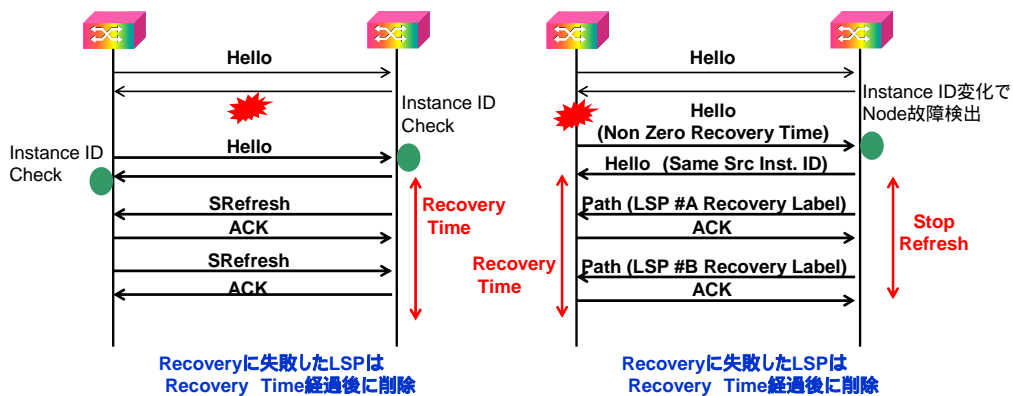 Hello
Instance ID
Check
Instance ID
Check
Hello
SRefresh
ACK
SRefresh
ACK
Recovery
Time
Recoveryに失敗したLSPは
Recovery Time経過後に削除
Hello
Instance ID変化で
Node故障検出
Hello
(Non Zero Recovery Time)
Hello (Same Src Inst. ID)
Path (LSP #A Recovery Label)
ACK
Path (LSP #B Recovery Label)
ACK
Recovery
Time
Stop
Refresh
Recoveryに失敗したLSPは
Recovery Time経過後に削除